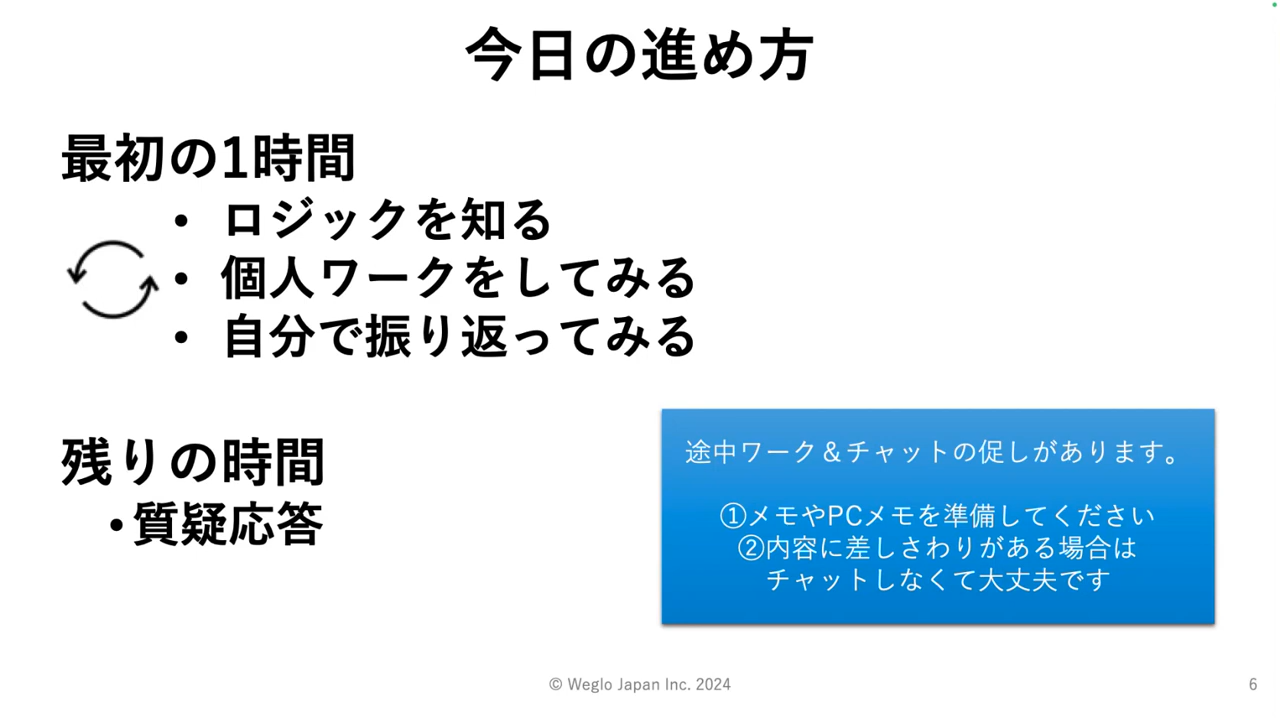 今日の進め方
最初の1時間
• ロジックを知る
• 個人ワークをしてみる
• 自分で振り返ってみる
残りの時間
•質疑応答
途中ワーク＆チャットの促しがあります。
①メモやPCメモを準備してください
②内容に差しさわりがある場合は
チャットしなくて大丈夫です
© Weglo Japan Inc. 2024
6